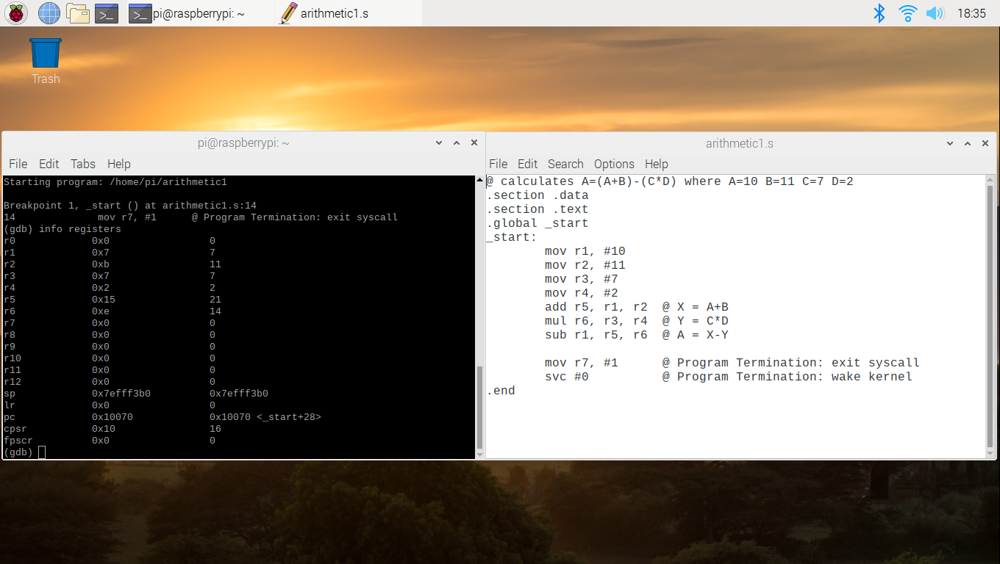 pi@raspberrypi: ~
arithmetic1.s
18:35
Trash
pi@raspberrypi: ~
File Edit Tabs Help
Starting program: /home/pi/arithmetic1
Breakpoint 1, _start () at arithmetic1.s:14
14 mov r7, #1 @ Program Termination: exit syscall
(gdb) info registers
r0 0x0 0
r1 0x7 7
r2 0xb 11
r3 0x7 7
r4 0x2 2
r5 0x15 21
r6 0xe 14
r7 0x0 0
r8 0x0 0
r9 0x0 0
r10 0x0 0
r11 0x0 0
r12 0x0 0
sp 0x7efff3b0 0x7efff3b0
lr 0x0 0
pc 0x10070 0x10070 <_start+28>
cpsr 0x10 16
fpscr 0x0 0
(gdb)
arithmetic1.s
File Edit Search Options Help
@ calculates A=(A+B)-(C*D) where A=10 B=11 C=7 D=2
.section .data
.section .text
.global _start
_start:
mov r1, #10
mov r2, #11
mov r3, #7
mov r4, #2
add r5, r1, r2 @ X = A+B
mul r6, r3, r4 @ Y = C*D
sub r1, r5, r6 @ A = X-Y
mov r7, #1 @ Program Termination: exit syscall
svc #0 @ Program Termination: wake kernel
.end